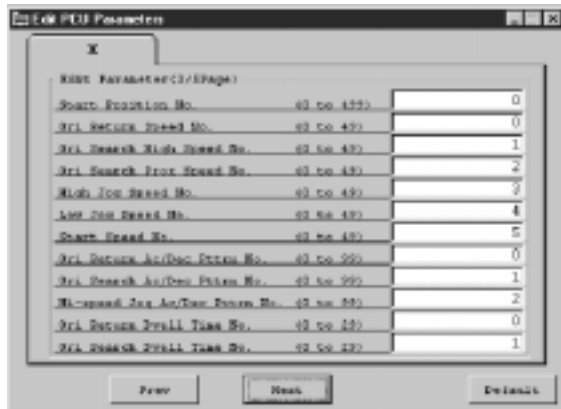 Edit PCU Parameters
X
Parameter(2/5Page)
Start Position No. (0 to 499) 0
Ori Return Speed No. (0 to 49) 0
Ori Search High Speed No. (0 to 49) 1
Ori Search Prox Speed No. (0 to 49) 2
High Jog Speed No. (0 to 49) 3
Low Jog Speed No. (0 to 49) 4
Start Speed No. (0 to 49) 5
Ori Return Ac/Dec Pttrn No. (0 to 99) 0
Ori Search Ac/Dec Pttrn No. (0 to 99) 1
Hi-speed Jog Ac/Dec Pttrn No. (0 to 99) 2
Ori Return Dwell Time No. (0 to 19) 0
Ori Search Dwell Time No. (0 to 19) 1
Prev Next Default